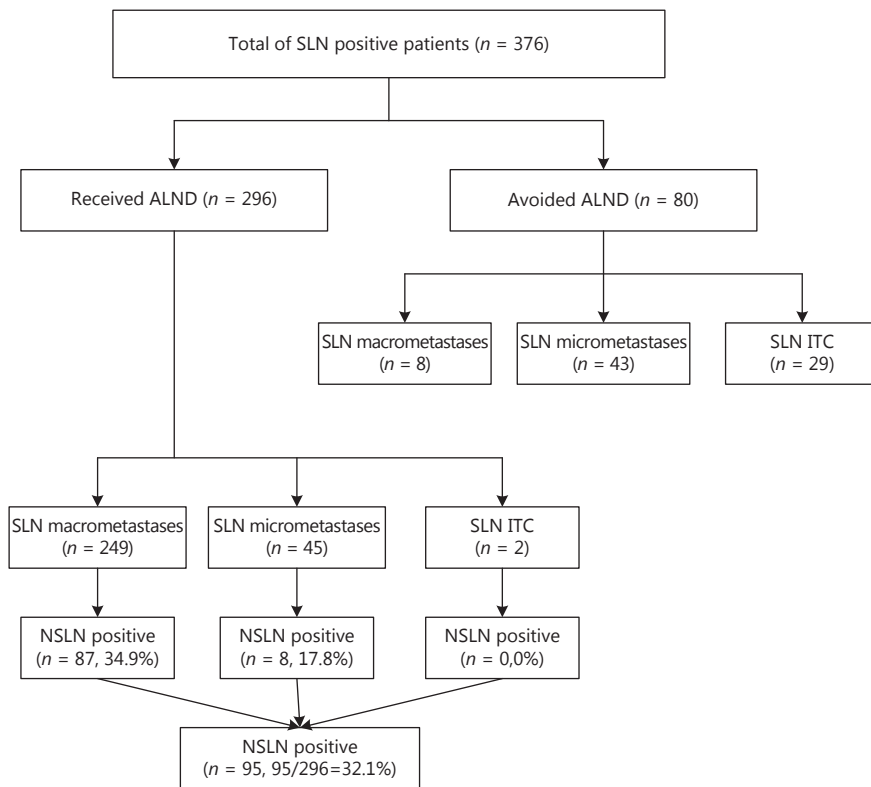 Total of SLN positive patients (n = 376)
Received ALND (n = 296)
Avoided ALND (n = 80)
SLN macrometastases
(n = 8)
SLN micrometastases
(n = 43)
SLN ITC
(n = 29)
SLN macrometastases
(n = 249)
SLN micrometastases
(n = 45)
SLN ITC
(n = 2)
NSLN positive
(n = 87, 34.9%)
NSLN positive
(n = 8, 17.8%)
NSLN positive
(n = 0,0%)
NSLN positive
(n = 95, 95/296=32.1%)